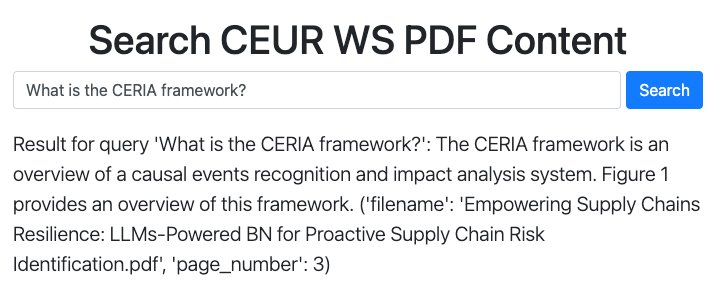 Search CEUR WS PDF Content
What is the CERIA framework?
Search
Result for query 'What is the CERIA framework?': The CERIA framework is an
overview of a causal events recognition and impact analysis system. Figure 1
provides an overview of this framework. ('filename': 'Empowering Supply Chains
Resilience: LLMs-Powered BN for Proactive Supply Chain Risk
Identification.pdf', 'page_number': 3)